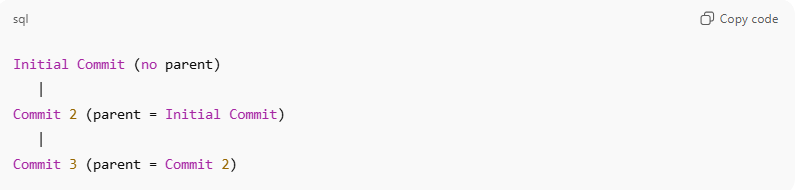 sql Copy code
Initial Commit (no parent)
|
Commit 2 (parent = Initial Commit)
|
Commit 3 (parent = Commit 2)